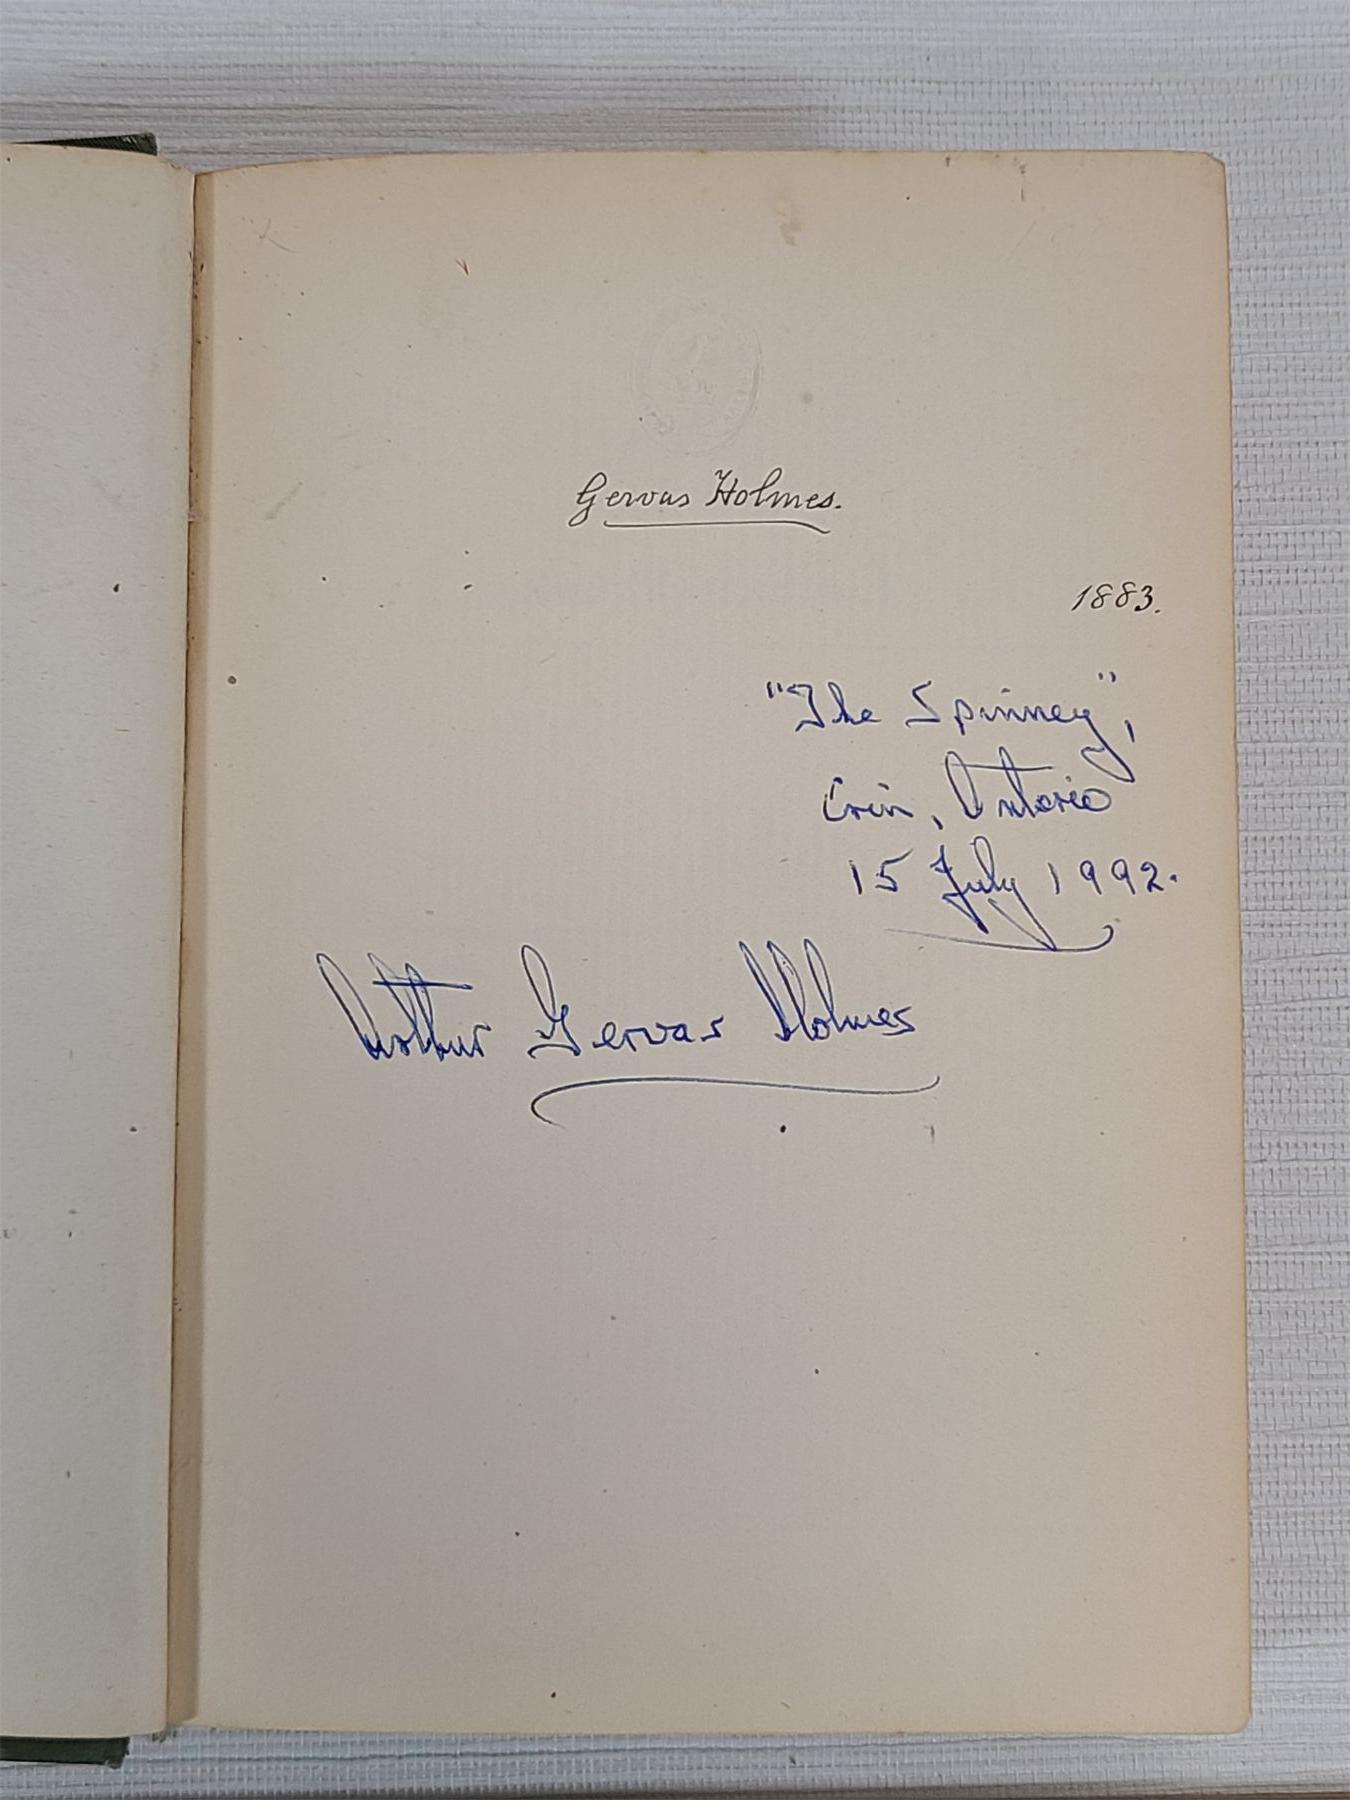 Gervas Holmes.
1883.
"The Spinney",
Erin, Ontario
15 July 1992.
Arthur Gervas Holmes